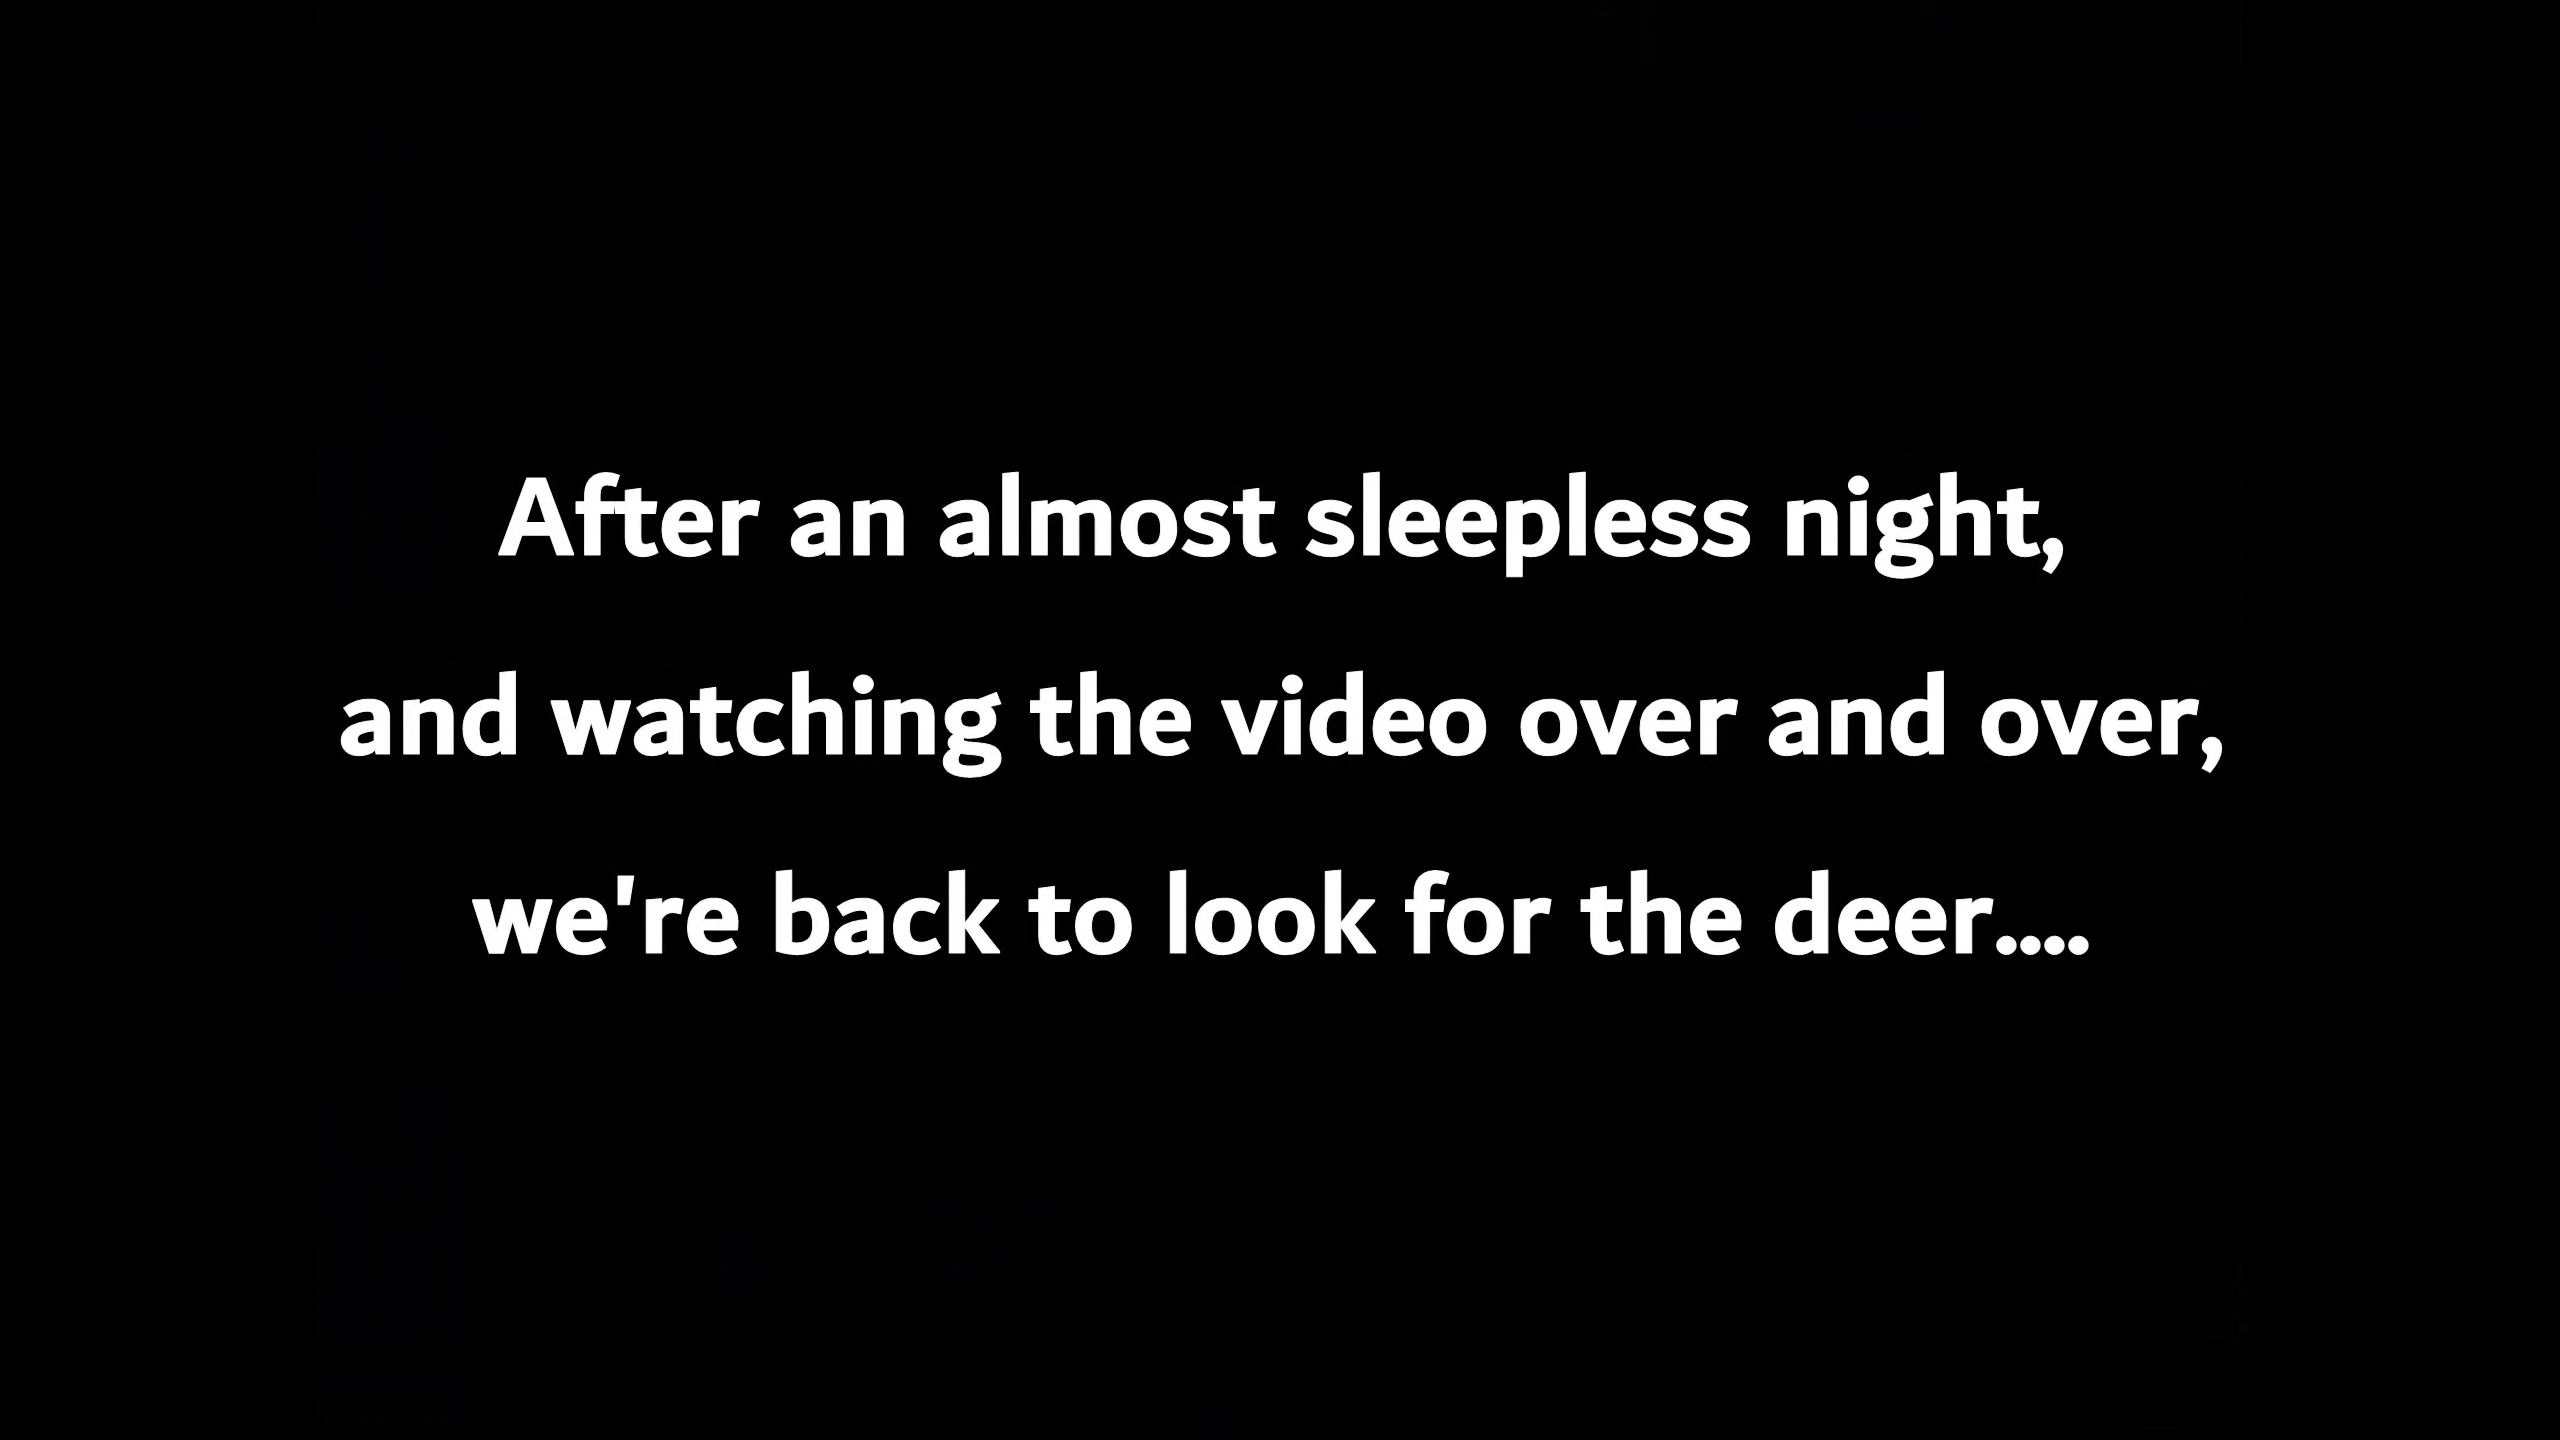 After an almost sleepless night,
and watching the video over and over,
we're back to look for the deer....